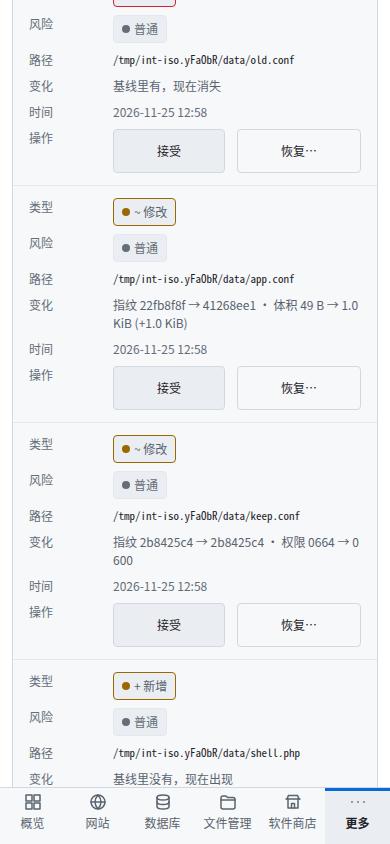 风险
普通
路径
/tmp/int-iso.yFaObR/data/old.conf
变化
基线里有，现在消失
时间
2026-11-25 12:58
操作
接受
恢复…
类型
~ 修改
风险
普通
路径
/tmp/int-iso.yFaObR/data/app.conf
变化
指纹 22fb8f8f → 41268ee1 · 体积 49 B → 1.0
KiB (+1.0 KiB)
时间
2026-11-25 12:58
操作
接受
恢复…
类型
~ 修改
风险
普通
路径
/tmp/int-iso.yFaObR/data/keep.conf
变化
指纹 2b8425c4 → 2b8425c4 · 权限 0664 → 0
600
时间
2026-11-25 12:58
操作
接受
恢复…
类型
+ 新增
风险
普通
路径
/tmp/int-iso.yFaObR/data/shell.php
变化
基线里没有，现在出现
概览
网站
数据库
文件管理
软件商店
更多